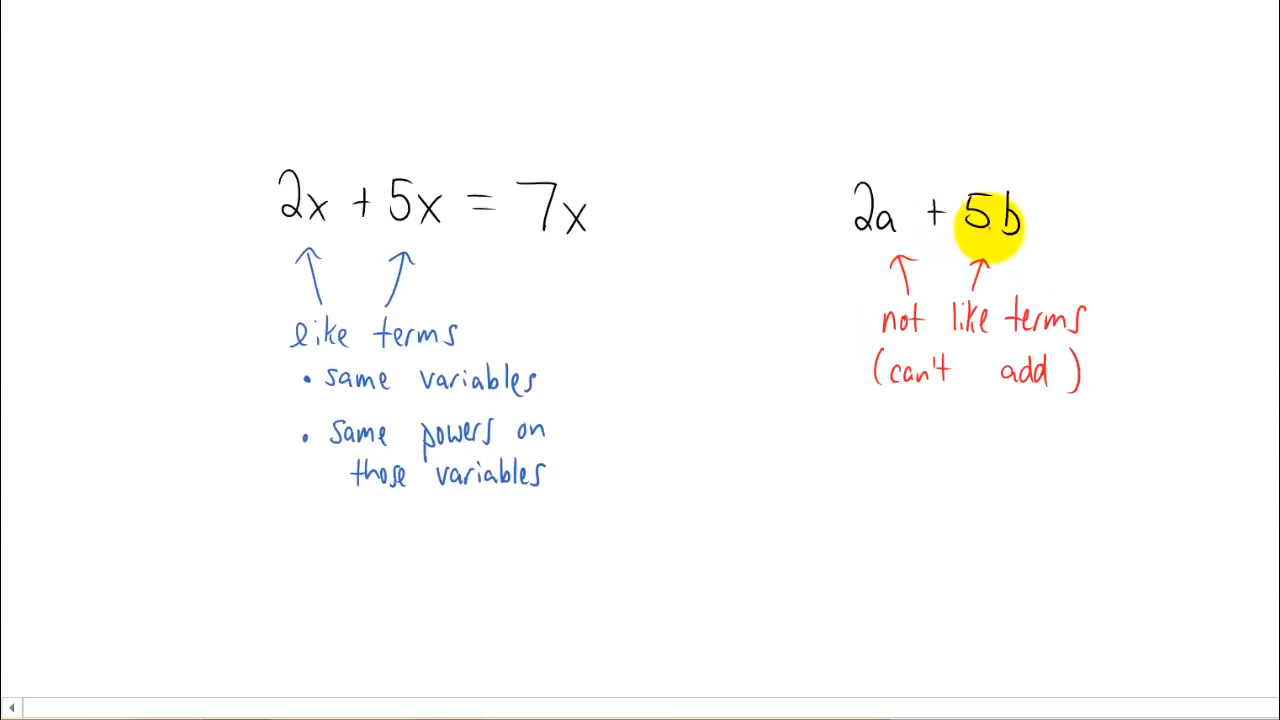 2x + 5x = 7x
like terms
• same variables
• same powers on
those variables
2a + 5b
not like terms
(can't add)